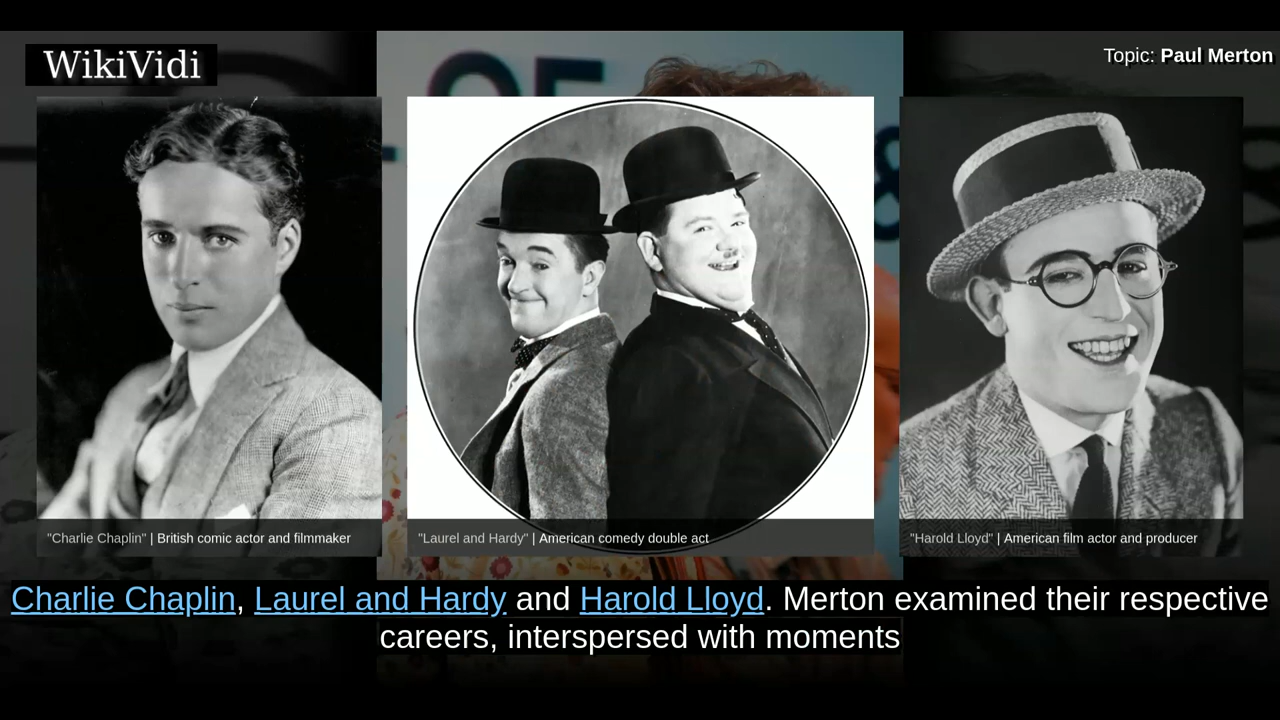 WikiVidi
Topic: Paul Merton
OF
"Charlie Chaplin" | British comic actor and filmmaker
"Laurel and Hardy" | American comedy double act
"Harold Lloyd" | American film actor and producer
Charlie Chaplin, Laurel and Hardy and Harold Lloyd. Merton examined their respective
careers, interspersed with moments